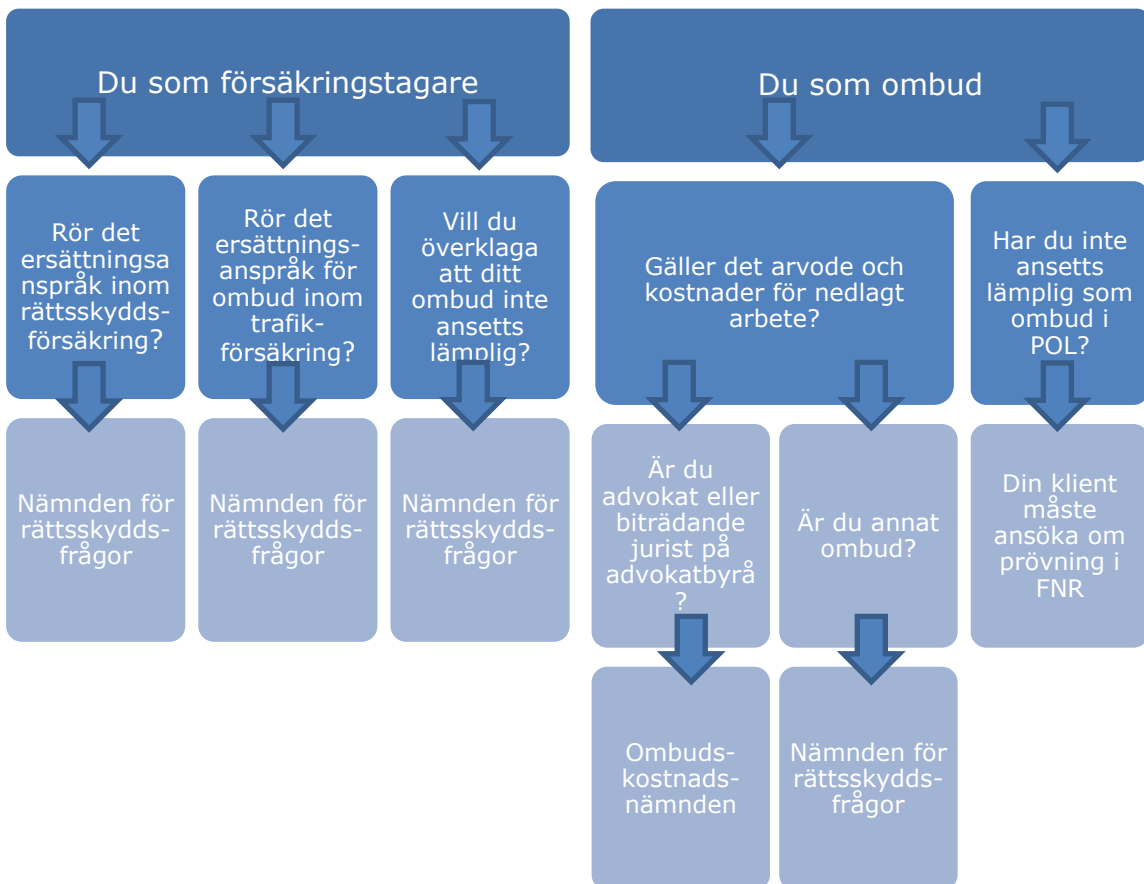 Du som försäkringstagare
Rör det
ersättningsa
nspråk inom
rättsskydds-
försäkring?
Nämnden för
rättsskydds-
frågor
Rör det
ersättnings-
anspråk för
ombud inom
trafik-
försäkring?
Nämnden för
rättsskydds-
frågor
Vill du
överklaga
att ditt
ombud inte
ansetts
lämplig?
Nämnden för
rättsskydds-
frågor
Du som ombud
Gäller det arvode och
kostnader för nedlagt
arbete?
Är du
advokat eller
biträdande
jurist på
advokatbyrå
?
Ombuds-
kostnads-
nämnden
Är du annat
ombud?
Nämnden för
rättsskydds-
frågor
Har du inte
ansetts
lämplig som
ombud i
POL?
Din klient
måste
ansöka om
prövning i
FNR